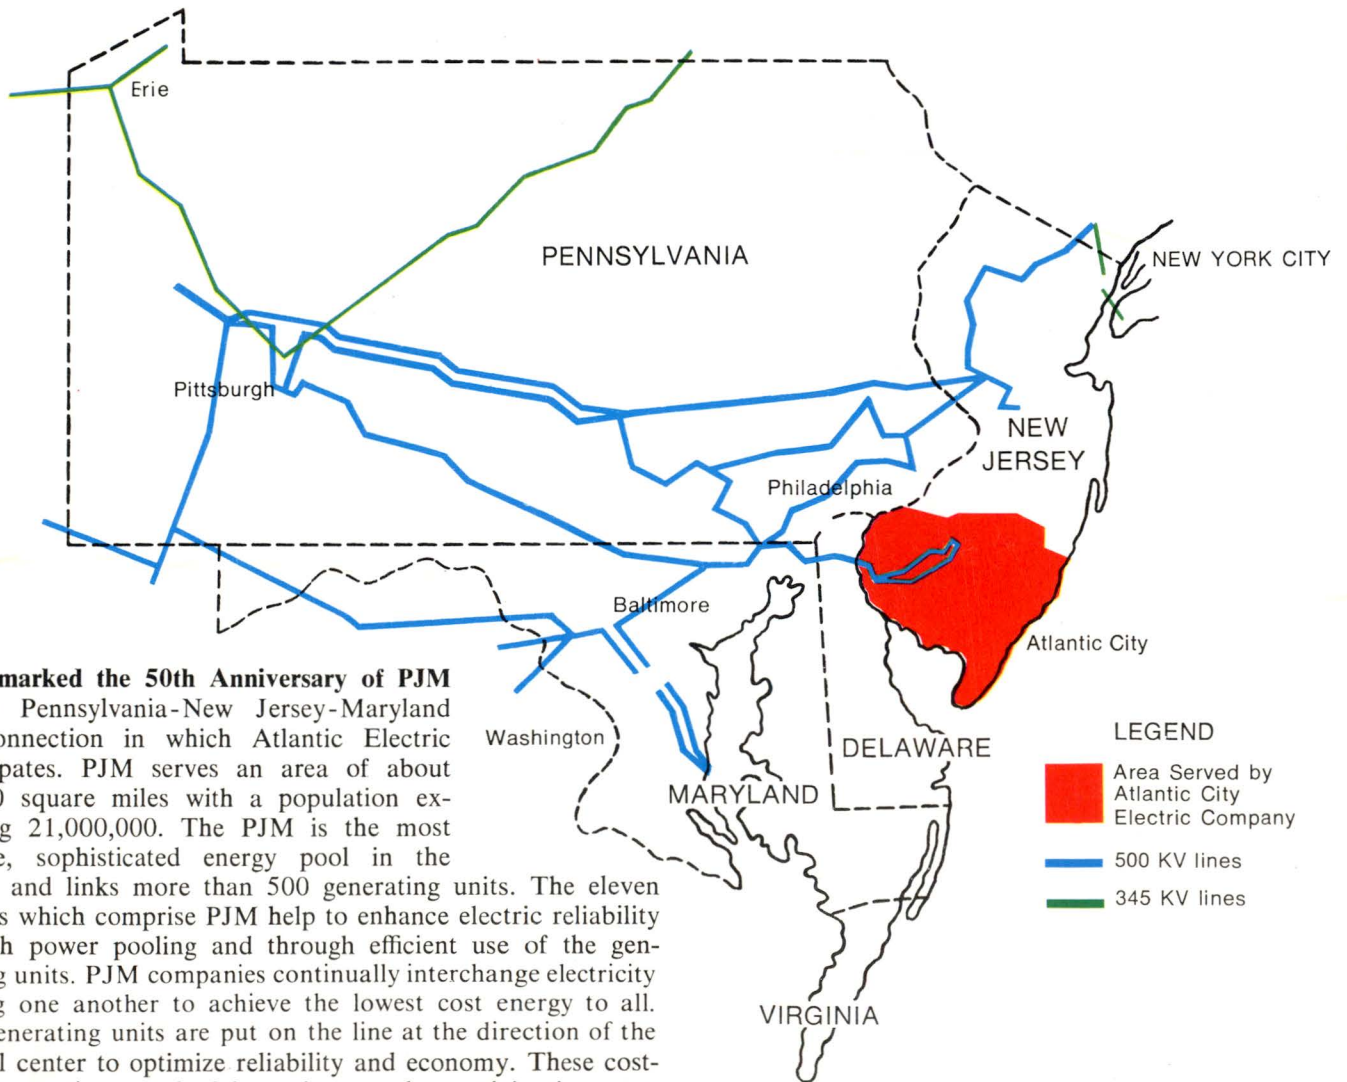 Erie
PENNSYLVANIA
NEW YORK CITY
Pittsburgh
NEW
JERSEY
Philadelphia
Baltimore
Atlantic City
Washington
DELAWARE
MARYLAND
VIRGINIA
LEGEND
Area Served by
Atlantic City
Electric Company
500 KV lines
345 KV lines
marked the 50th Anniversary of PJM
Pennsylvania-New Jersey-Maryland
onnection in which Atlantic Electric
pates. PJM serves an area of about
0 square miles with a population ex-
g 21,000,000. The PJM is the most
e, sophisticated energy pool in the
and links more than 500 generating units. The eleven
s which comprise PJM help to enhance electric reliability
h power pooling and through efficient use of the gen-
g units. PJM companies continually interchange electricity
g one another to achieve the lowest cost energy to all.
enerating units are put on the line at the direction of the
l center to optimize reliability and economy. These cost-